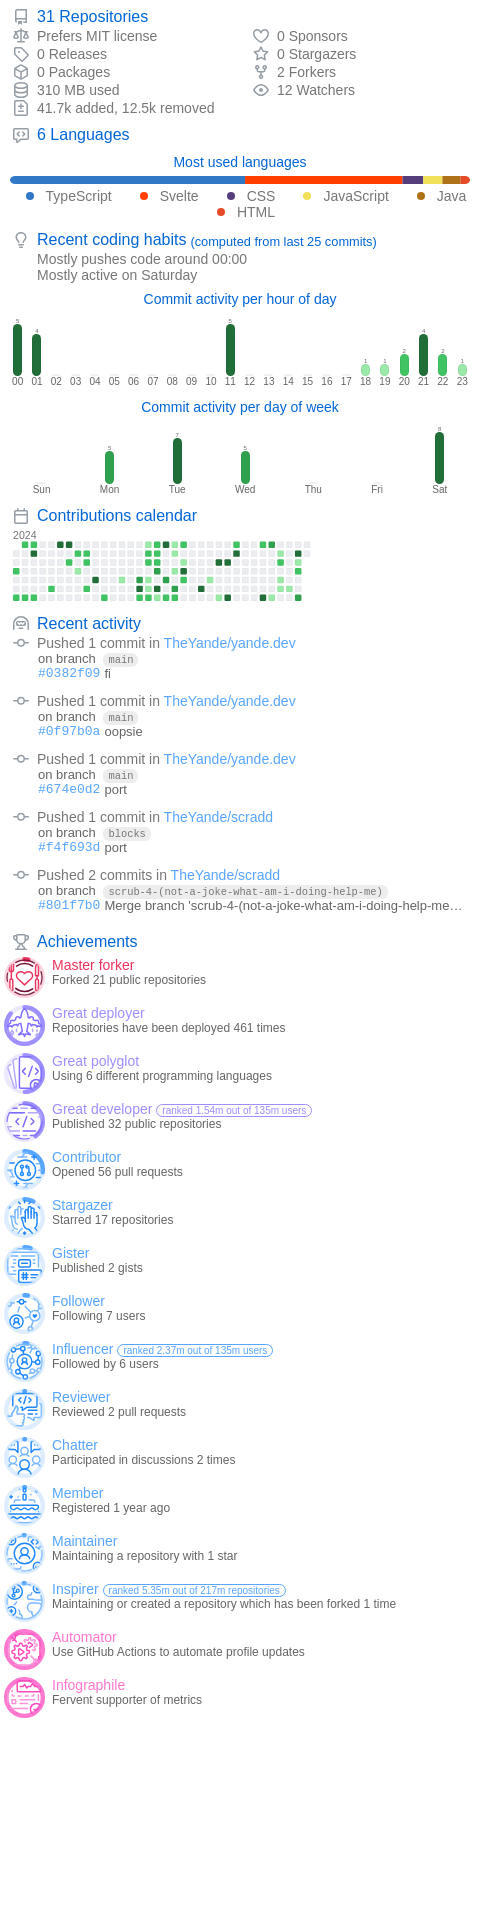 31 Repositories
Prefers MIT license
0 Sponsors
0 Releases
0 Stargazers
0 Packages
2 Forkers
310 MB used
12 Watchers
41.7k added, 12.5k removed
6 Languages
Most used languages
TypeScript Svelte CSS JavaScript Java
HTML
Recent coding habits (computed from last 25 commits)
Mostly pushes code around 00:00
Mostly active on Saturday
Commit activity per hour of day
5 4 5 1 1 2 4 2 1
00 01 02 03 04 05 06 07 08 09 10 11 12 13 14 15 16 17 18 19 20 21 22 23
Commit activity per day of week
5 7 5 8
Sun Mon Tue Wed Thu Fri Sat
Contributions calendar
2024
Recent activity
Pushed 1 commit in TheYande/yande.dev
on branch main
#0382f09 fi
Pushed 1 commit in TheYande/yande.dev
on branch main
#0f97b0a oopsie
Pushed 1 commit in TheYande/yande.dev
on branch main
#674e0d2 port
Pushed 1 commit in TheYande/scradd
on branch blocks
#f4f693d port
Pushed 2 commits in TheYande/scradd
on branch scrub-4-(not-a-joke-what-am-i-doing-help-me)
#801f7b0 Merge branch 'scrub-4-(not-a-joke-what-am-i-doing-help-me…
Achievements
Master forker
Forked 21 public repositories
Great deployer
Repositories have been deployed 461 times
Great polyglot
Using 6 different programming languages
Great developer ranked 1.54m out of 135m users
Published 32 public repositories
Contributor
Opened 56 pull requests
Stargazer
Starred 17 repositories
Gister
Published 2 gists
Follower
Following 7 users
Influencer ranked 2.37m out of 135m users
Followed by 6 users
Reviewer
Reviewed 2 pull requests
Chatter
Participated in discussions 2 times
Member
Registered 1 year ago
Maintainer
Maintaining a repository with 1 star
Inspirer ranked 5.35m out of 217m repositories
Maintaining or created a repository which has been forked 1 time
Automator
Use GitHub Actions to automate profile updates
Infographile
Fervent supporter of metrics